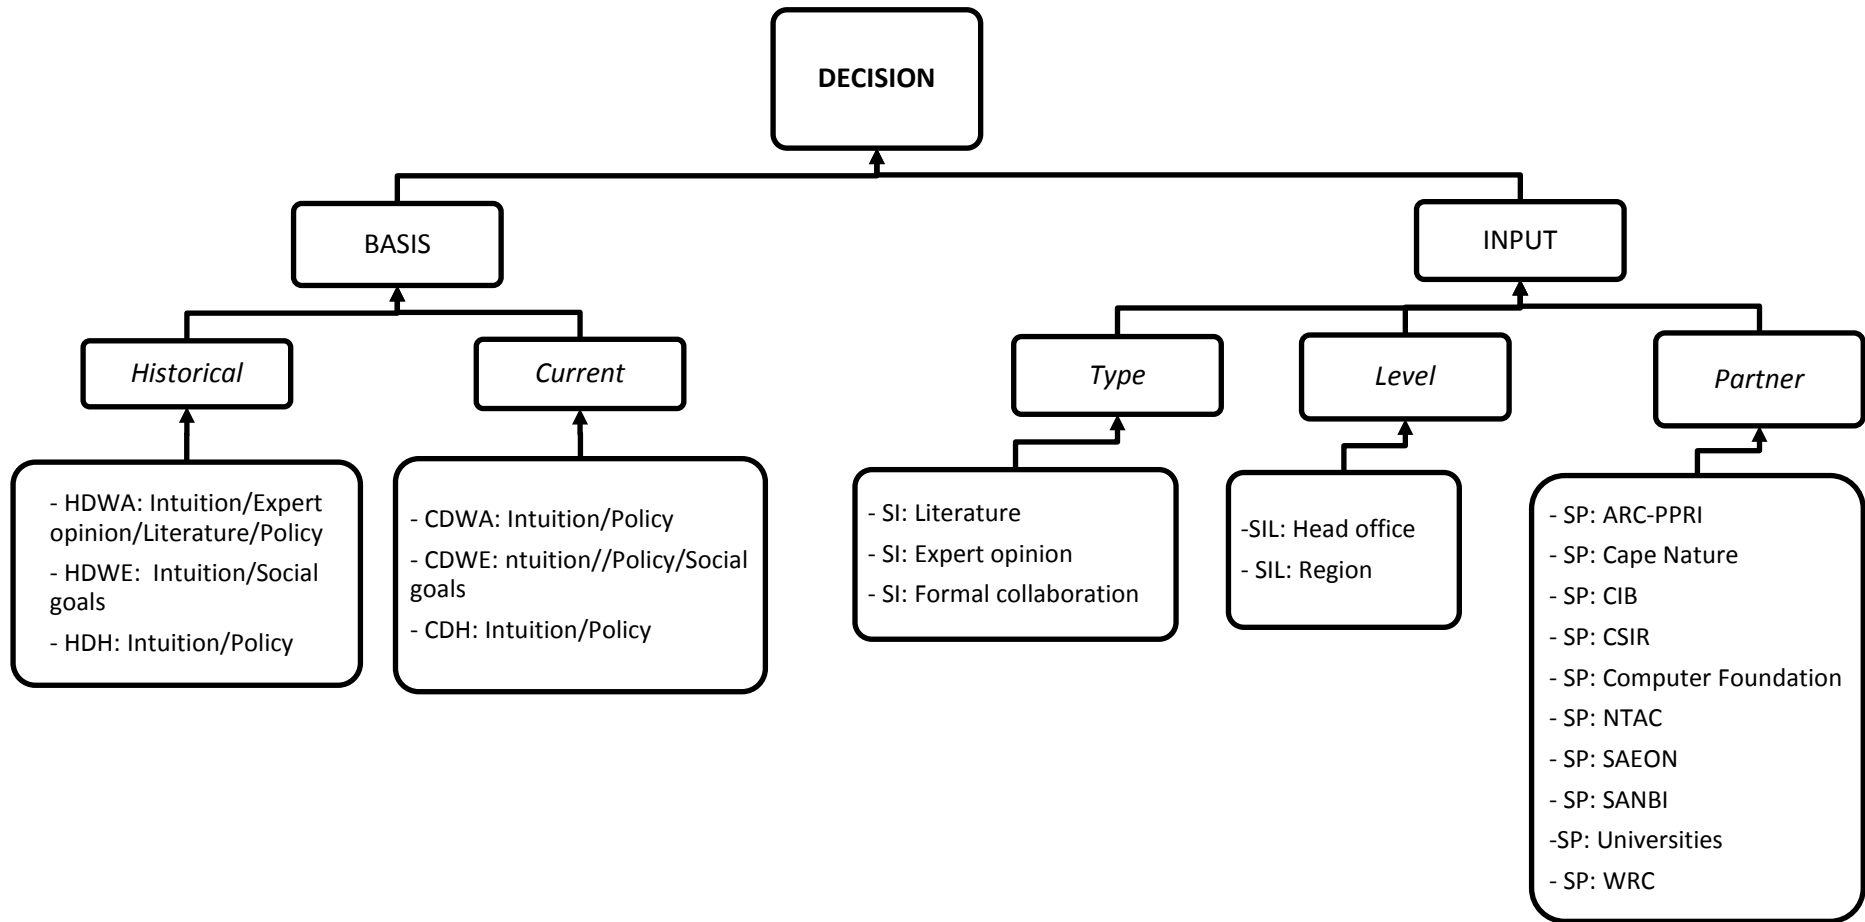 DECISION
BASIS
INPUT
Historical
Current
Type
Level
Partner
- HDWA: Intuition/Expert
opinion/Literature/Policy
- HDWE:  Intuition/Social
goals
- HDH: Intuition/Policy
- CDWA: Intuition/Policy
- CDWE: ntuition//Policy/Social
goals
- CDH: Intuition/Policy
- SI: Literature
- SI: Expert opinion
- SI: Formal collaboration
-SIL: Head office
- SIL: Region
- SP: ARC-PPRI
- SP: Cape Nature
- SP: CIB
- SP: CSIR
- SP: Computer Foundation
- SP: NTAC
- SP: SAEON
- SP: SANBI
-SP: Universities
- SP: WRC